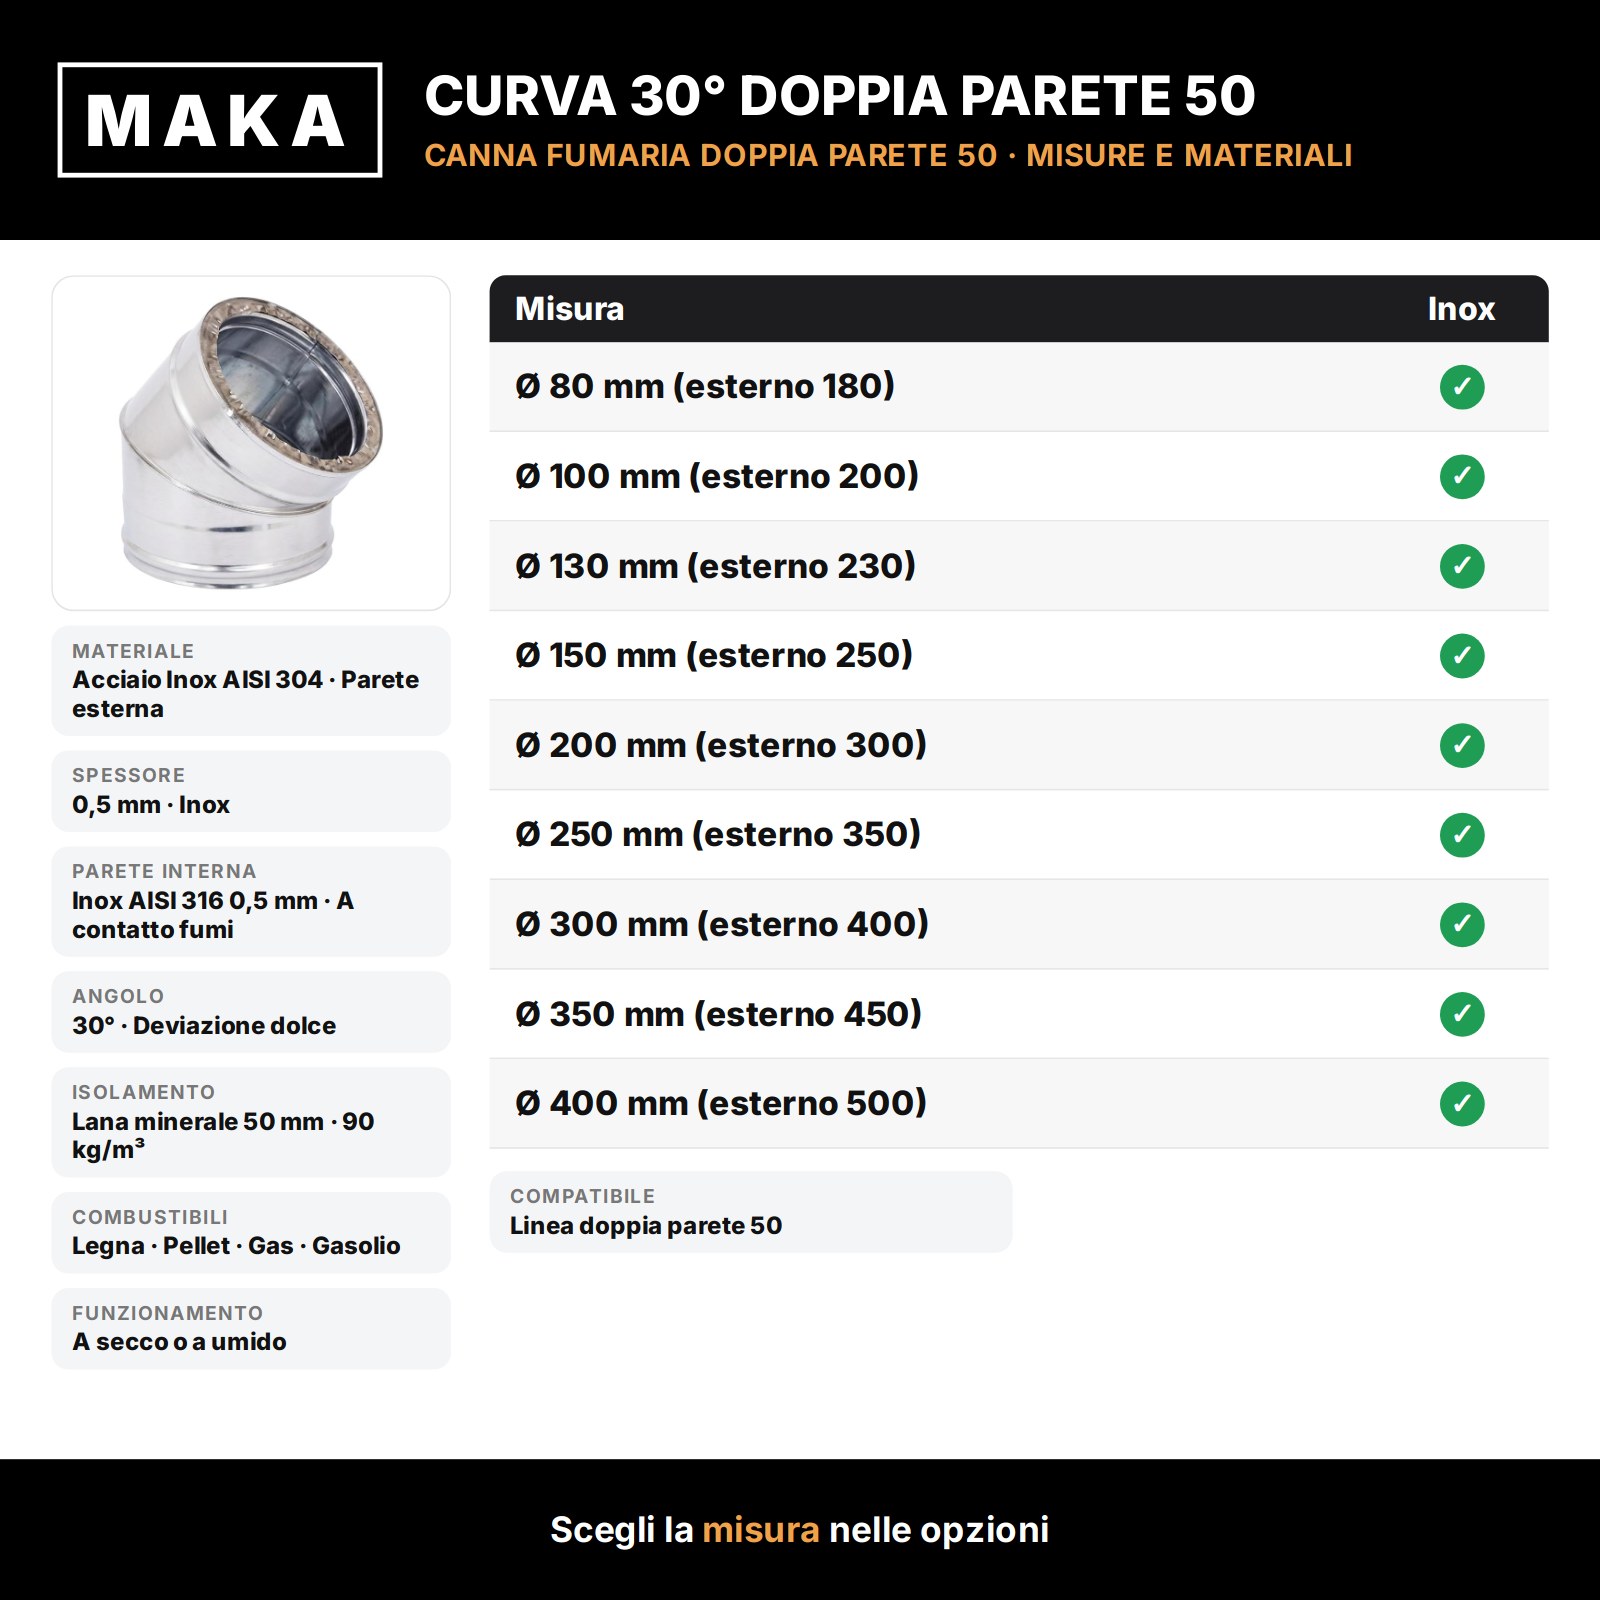 MAKA
CURVA 30° DOPPIA PARETE 50
CANNA FUMARIA DOPPIA PARETE 50 · MISURE E MATERIALI
MATERIALE
Acciaio Inox AISI 304 · Parete
esterna
SPESSORE
0,5 mm · Inox
PARETE INTERNA
Inox AISI 316 0,5 mm · A
contatto fumi
ANGOLO
30° · Deviazione dolce
ISOLAMENTO
Lana minerale 50 mm · 90
kg/m³
COMBUSTIBILI
Legna · Pellet · Gas · Gasolio
FUNZIONAMENTO
A secco o a umido
Misura Inox
Ø 80 mm (esterno 180) ✓
Ø 100 mm (esterno 200) ✓
Ø 130 mm (esterno 230) ✓
Ø 150 mm (esterno 250) ✓
Ø 200 mm (esterno 300) ✓
Ø 250 mm (esterno 350) ✓
Ø 300 mm (esterno 400) ✓
Ø 350 mm (esterno 450) ✓
Ø 400 mm (esterno 500) ✓
COMPATIBILE
Linea doppia parete 50
Scegli la misura nelle opzioni